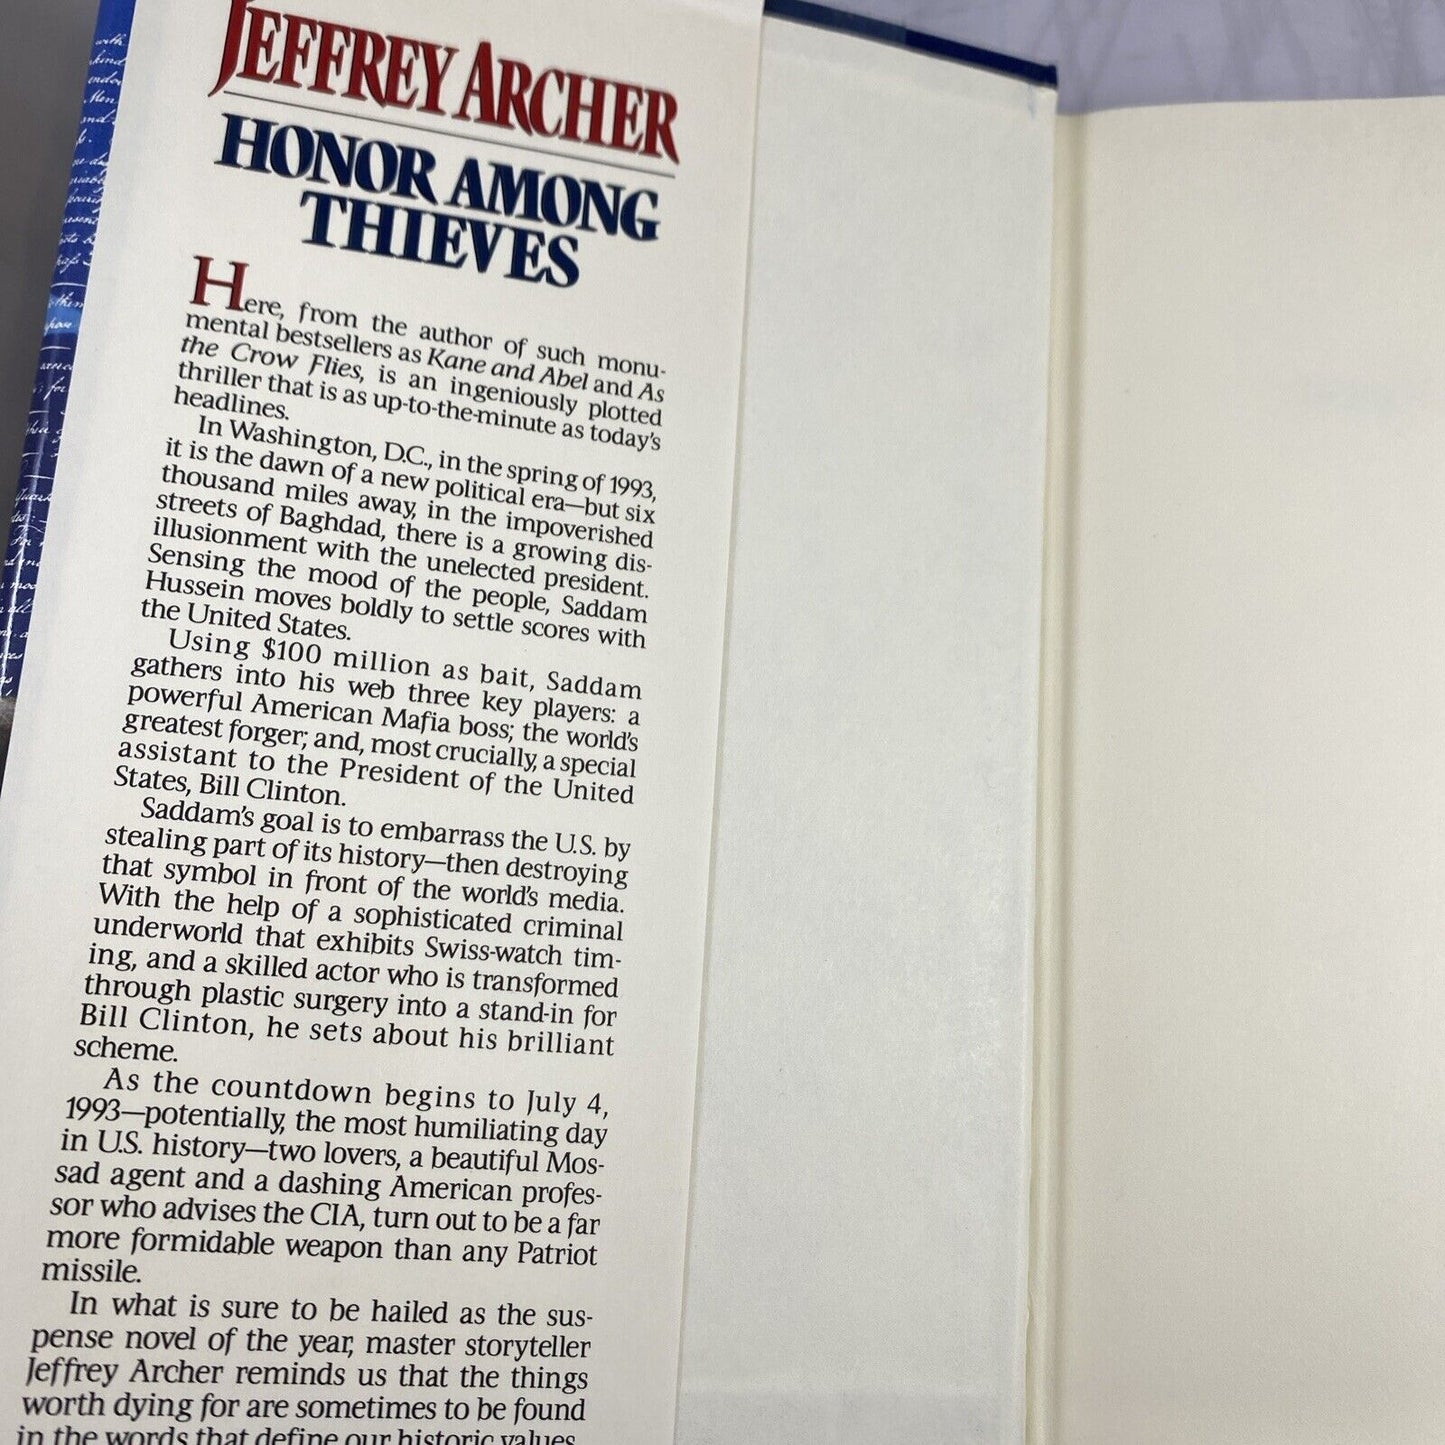 JEFFREY ARCHER
HONOR AMONG
THIEVES
Here, from the author of such monu-
mental bestsellers as Kane and Abel and As
the Crow Flies, is an ingeniously plotted
thriller that is as up-to-the-minute as today's
headlines.
In Washington, D.C., in the spring of 1993,
it is the dawn of a new political era—but six
thousand miles away, in the impoverished
streets of Baghdad, there is a growing dis-
illusionment with the unelected president.
Sensing the mood of the people, Saddam
Hussein moves boldly to settle scores with
the United States.
Using $100 million as bait, Saddam
gathers into his web three key players: a
powerful American Mafia boss; the world's
greatest forger; and, most crucially, a special
assistant to the President of the United
States, Bill Clinton.
Saddam's goal is to embarrass the U.S. by
stealing part of its history—then destroying
that symbol in front of the world's media.
With the help of a sophisticated criminal
underworld that exhibits Swiss-watch tim-
ing, and a skilled actor who is transformed
through plastic surgery into a stand-in for
Bill Clinton, he sets about his brilliant
scheme.
As the countdown begins to July 4,
1993—potentially, the most humiliating day
in U.S. history—two lovers, a beautiful Mos-
sad agent and a dashing American profes-
sor who advises the CIA, turn out to be a far
more formidable weapon than any Patriot
missile.
In what is sure to be hailed as the sus-
pense novel of the year, master storyteller
Jeffrey Archer reminds us that the things
worth dying for are sometimes to be found
in the words that define our historic values.